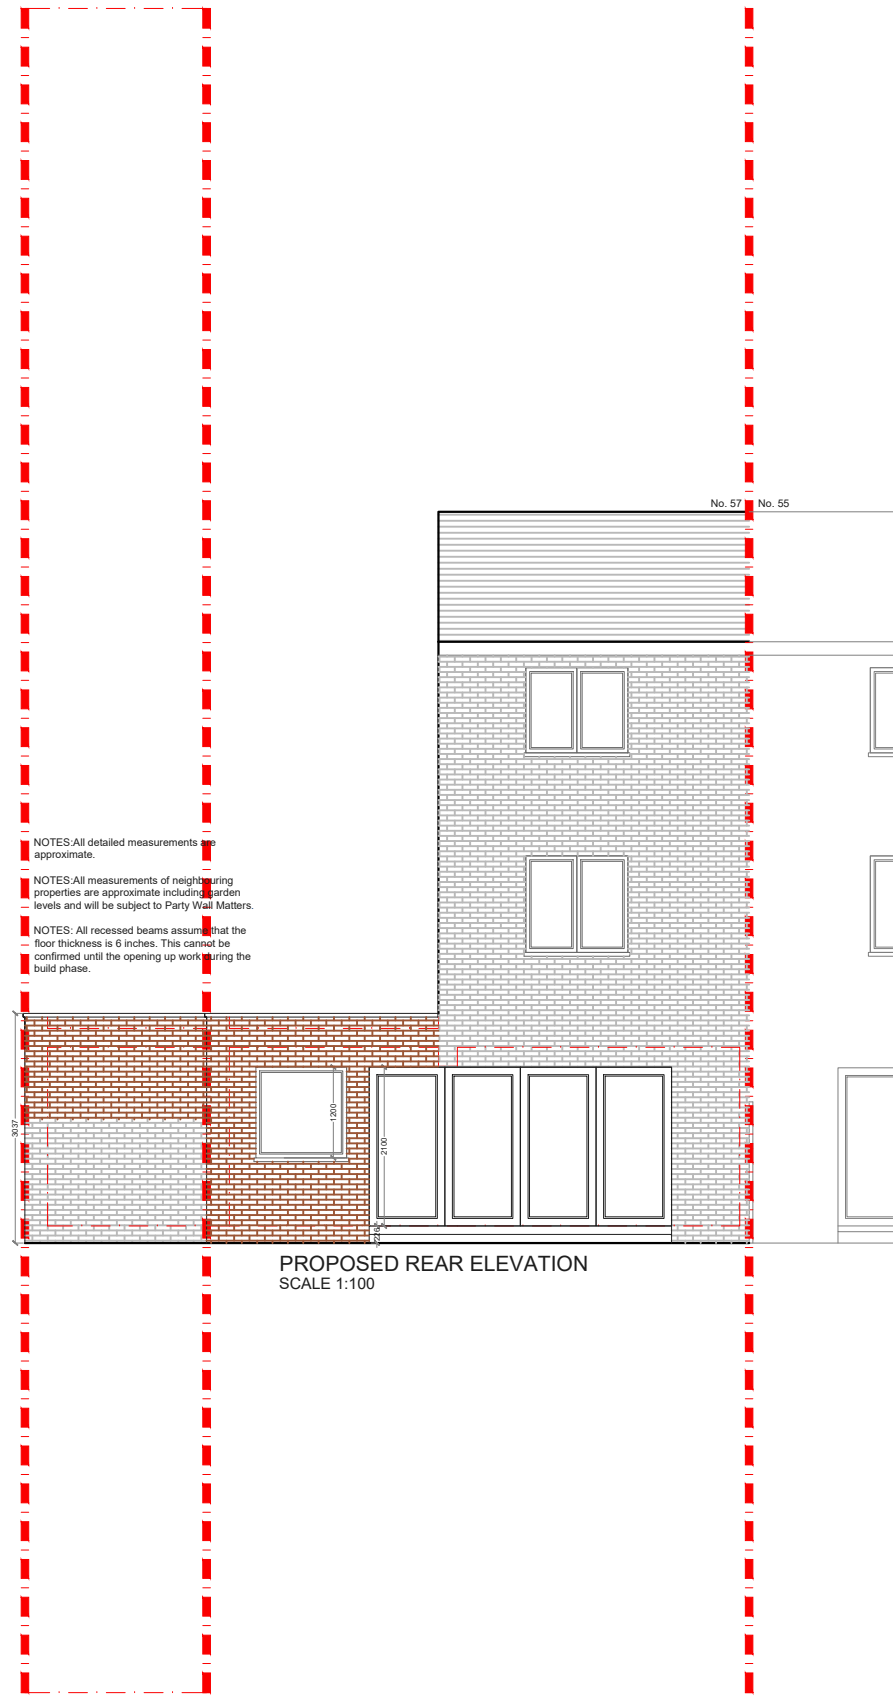 No. 57
No. 55
NOTES:All detailed measurements are
approximate.
NOTES:All measurements of neighbouring
properties are approximate including garden
levels and will be subject to Party Wall Matters.
NOTES: All recessed beams assume that the
floor thickness is 6 inches. This cannot be
confirmed until the opening up work during the
build phase.
3037
1200
2100
226
PROPOSED REAR ELEVATION
SCALE 1:100